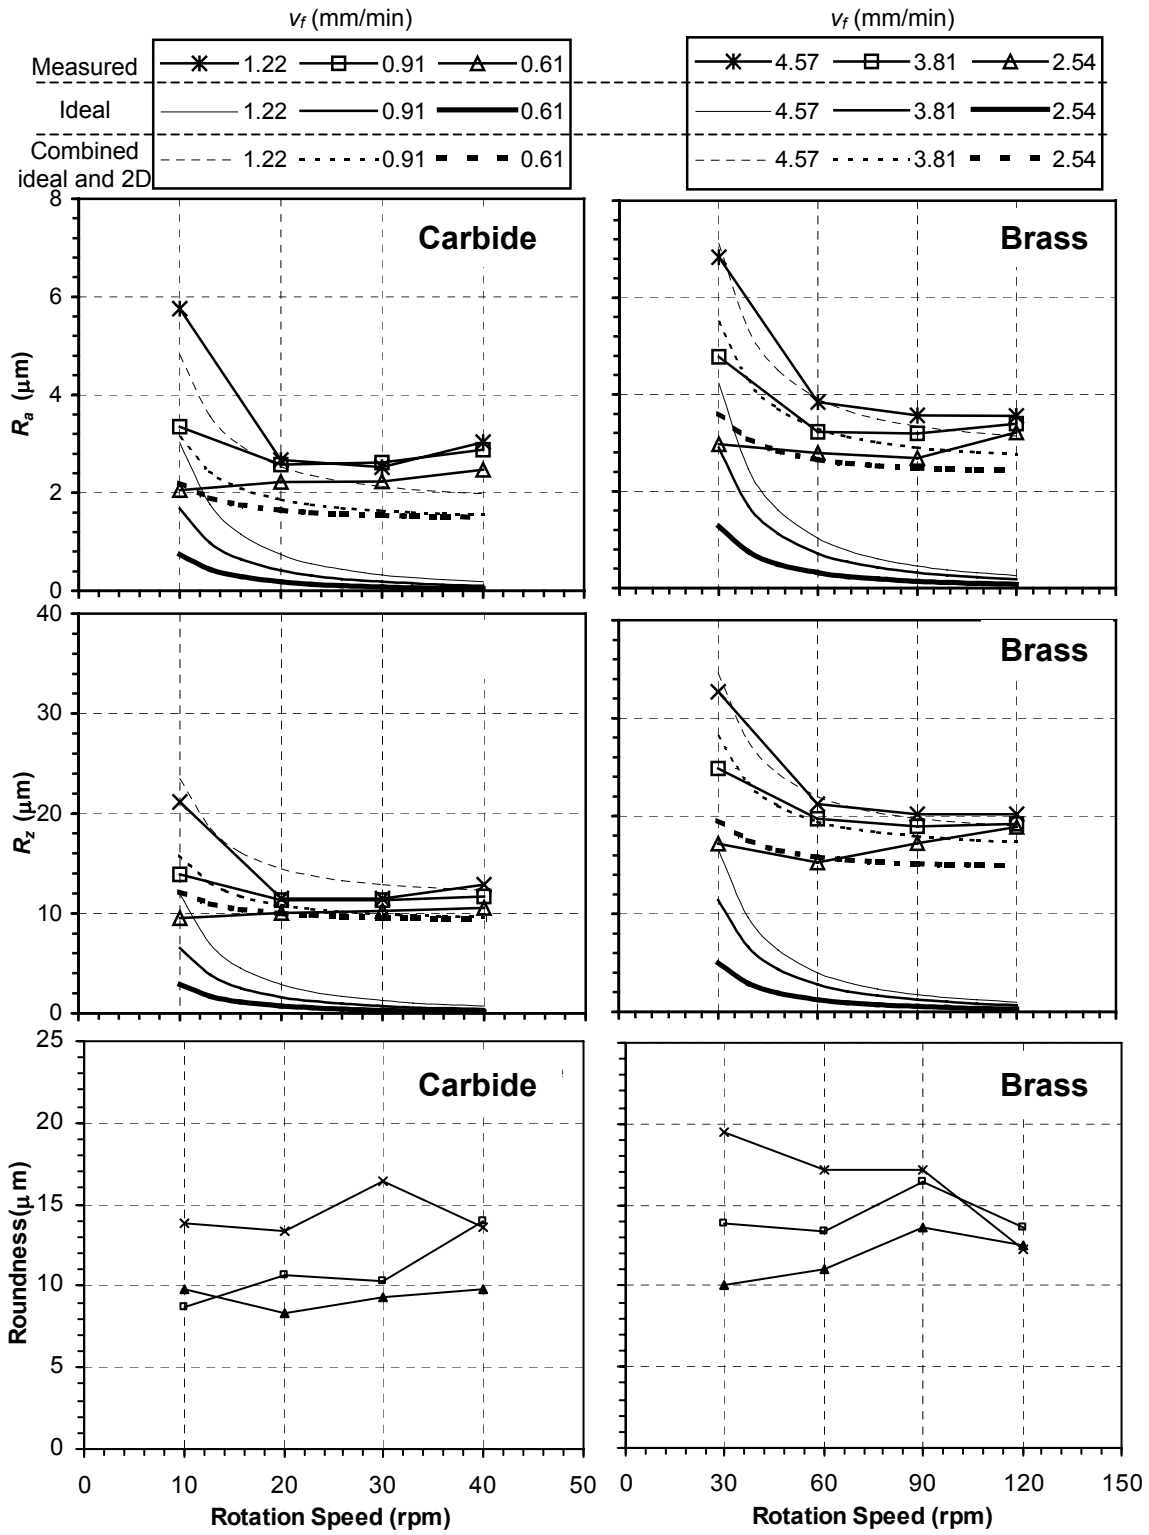 v_f (mm/min) v_f (mm/min)
Measured 1.22 0.91 0.61 4.57 3.81 2.54
Ideal 1.22 0.91 0.61 4.57 3.81 2.54
Combined
ideal and 2D 1.22 0.91 0.61 4.57 3.81 2.54
8
Carbide Brass
6
R_a (μm)
4
2
0
40
Brass
30
R_z (μm)
20
10
0
25
Carbide Brass
20
15
Roundness(μ m)
10
5
0
0 10 20 30 40 50 0 30 60 90 120 150
Rotation Speed (rpm) Rotation Speed (rpm)